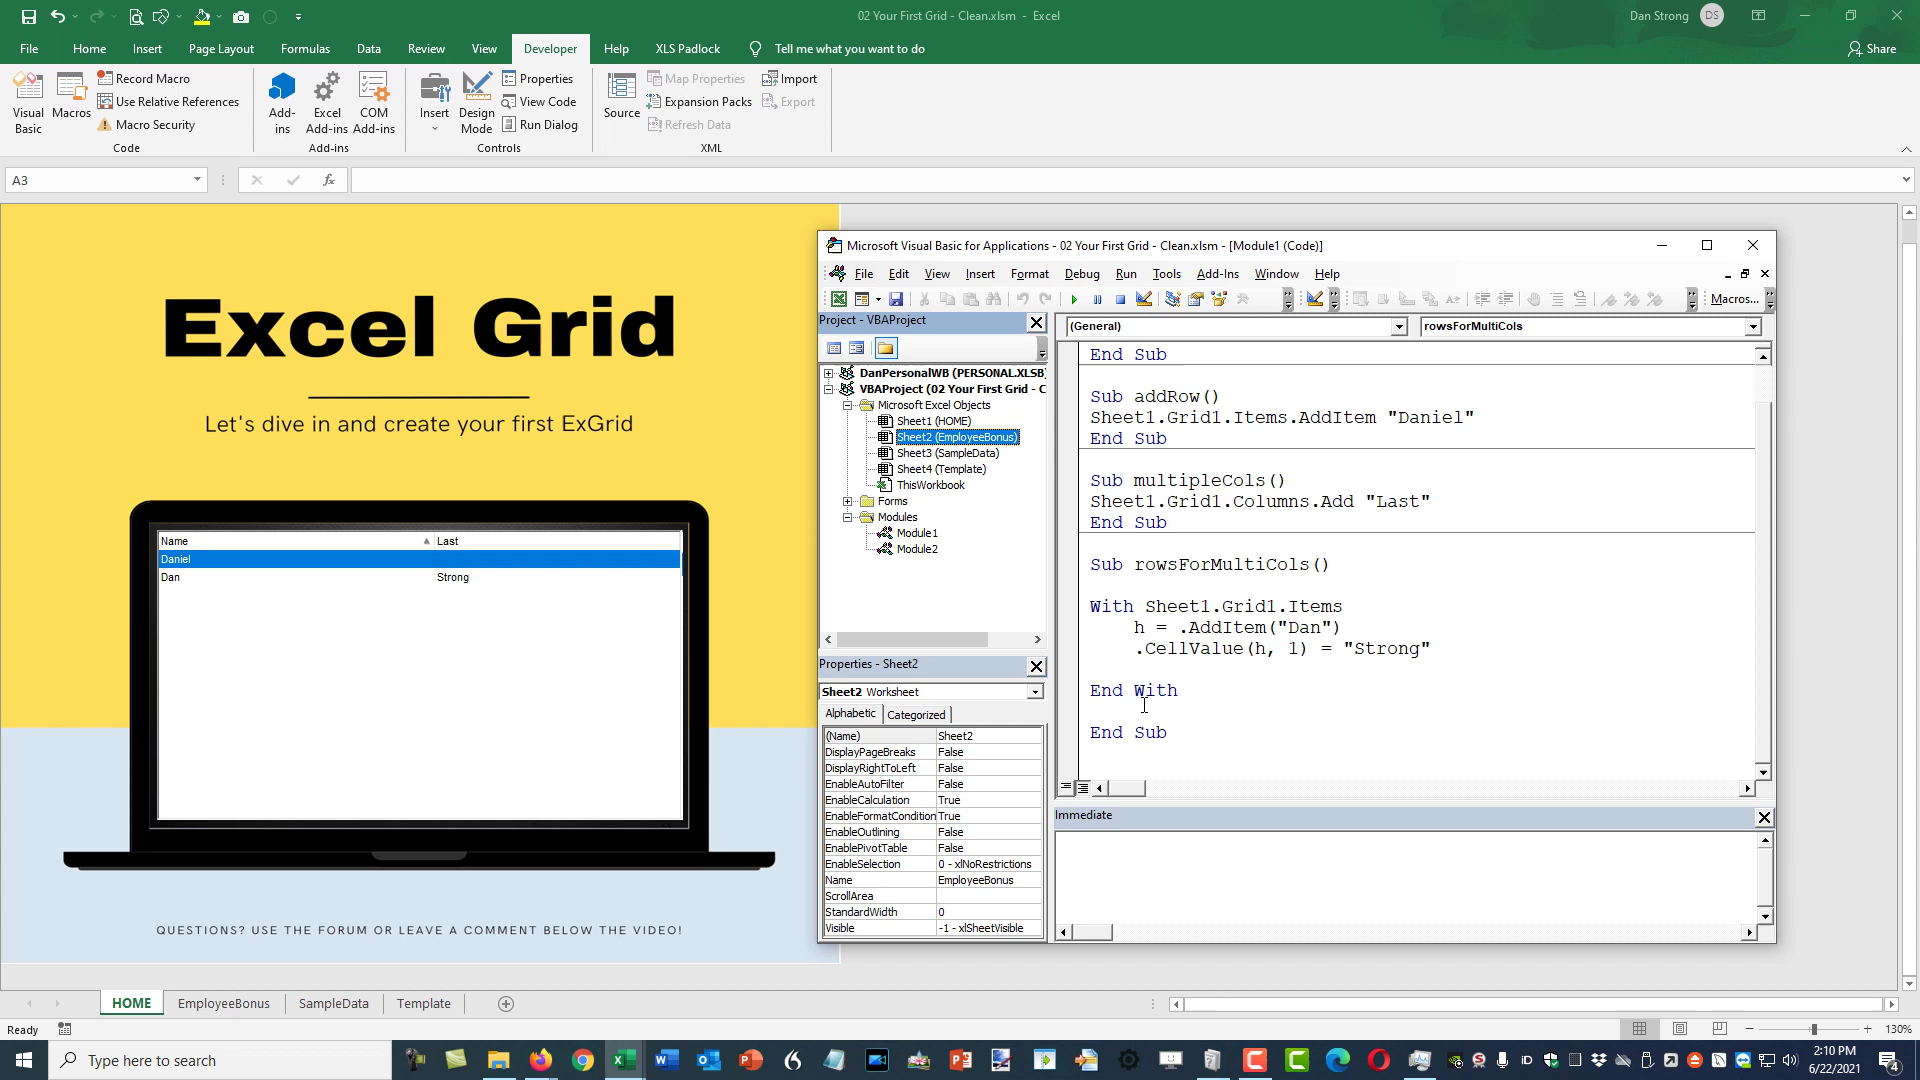 02 Your First Grid - Clean.xlsm - Excel
Dan Strong DS
File Home Insert Page Layout Formulas Data Review View Developer Help XLS Padlock Tell me what you want to do Share
Visual Basic
Macros
Record Macro
Use Relative References
Macro Security
Code
Add-ins
Excel Add-ins
COM Add-ins
Add-ins
Insert
Design Mode
Properties
View Code
Run Dialog
Controls
Source
Map Properties
Expansion Packs
Refresh Data
Import
Export
XML
A3
fx
Excel Grid
Let's dive in and create your first ExGrid
Name Last
Daniel
Dan Strong
QUESTIONS? USE THE FORUM OR LEAVE A COMMENT BELOW THE VIDEO!
Microsoft Visual Basic for Applications - 02 Your First Grid - Clean.xlsm - [Module1 (Code)]
File Edit View Insert Format Debug Run Tools Add-Ins Window Help
Macros...
Project - VBAProject
DanPersonalWB (PERSONAL.XLSB)
VBAProject (02 Your First Grid - C
Microsoft Excel Objects
Sheet1 (HOME)
Sheet2 (EmployeeBonus)
Sheet3 (SampleData)
Sheet4 (Template)
ThisWorkbook
Forms
Modules
Module1
Module2
Properties - Sheet2
Sheet2 Worksheet
Alphabetic Categorized
(Name) Sheet2
DisplayPageBreaks False
DisplayRightToLeft False
EnableAutoFilter False
EnableCalculation True
EnableFormatCondition True
EnableOutlining False
EnablePivotTable False
EnableSelection 0 - xlNoRestrictions
Name EmployeeBonus
ScrollArea
StandardWidth 0
Visible -1 - xlSheetVisible
(General) rowsForMultiCols
End Sub
Sub addRow()
Sheet1.Grid1.Items.AddItem "Daniel"
End Sub
Sub multipleCols()
Sheet1.Grid1.Columns.Add "Last"
End Sub
Sub rowsForMultiCols()
With Sheet1.Grid1.Items
h = .AddItem("Dan")
.CellValue(h, 1) = "Strong"
End With
End Sub
Immediate
HOME EmployeeBonus SampleData Template
Ready
130%
Type here to search
2:10 PM
6/22/2021
4